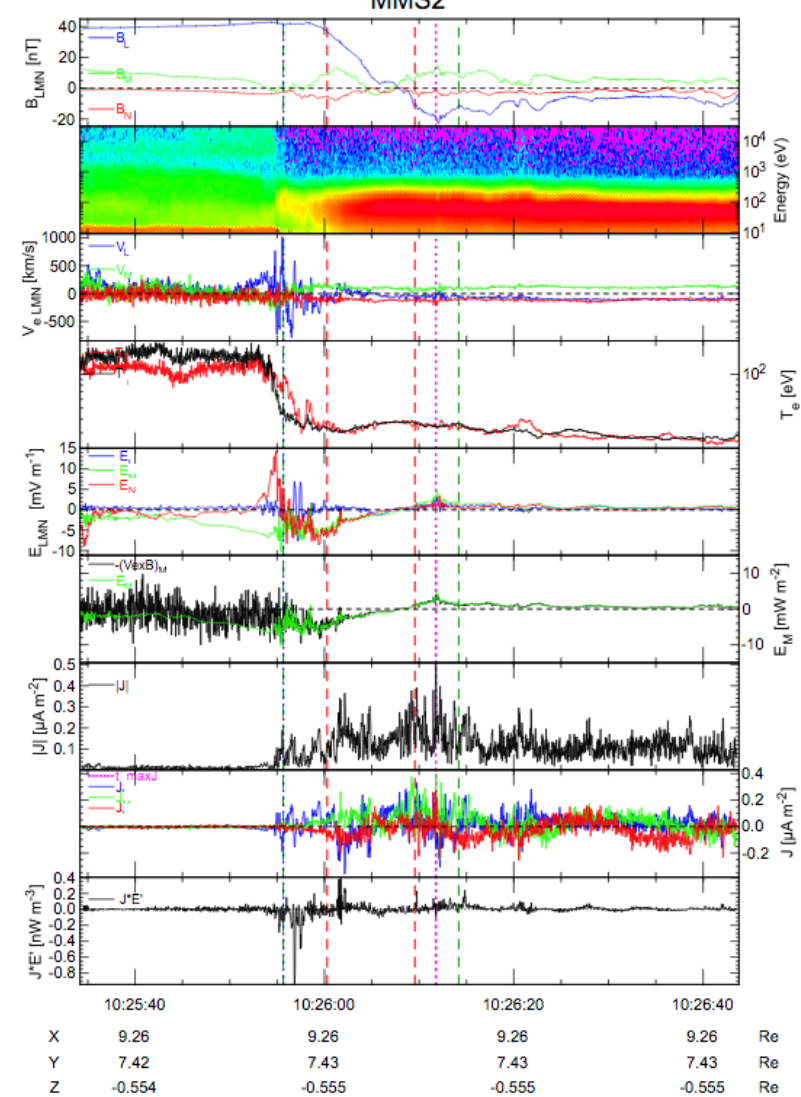 MMS2
40
20
0
-20
B_LMN [nT]
B_L
B_M
B_N
10^4
10^3
10^2
10^1
Energy (eV)
1000
500
0
-500
V_e LMN [km/s]
V_L
V_M
10^2
T_e [eV]
15
10
5
0
-5
-10
E_LMN [mV m^-1]
E_N
-(VexB)_M
E_M
10
0
-10
E_M [mW m^-2]
0.5
0.4
0.3
0.2
0.1
|J| [μA m^-2]
|J|
t_maxJ
0.4
0.2
0.0
-0.2
J [μA m^-2]
0.4
0.2
0.0
-0.2
-0.4
-0.6
-0.8
J*E' [nW m^-3]
J*E'
10:25:40 10:26:00 10:26:20 10:26:40
X 9.26 9.26 9.26 9.26 Re
Y 7.42 7.43 7.43 7.43 Re
Z -0.554 -0.555 -0.555 -0.555 Re